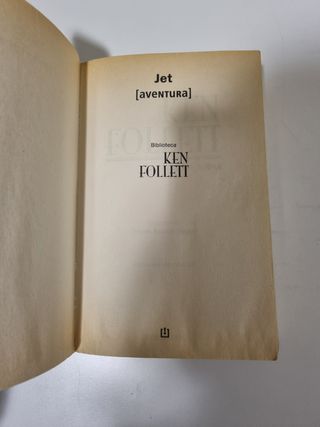 Jet
[aVENTURa]
Biblioteca
KEN
FOLLETT